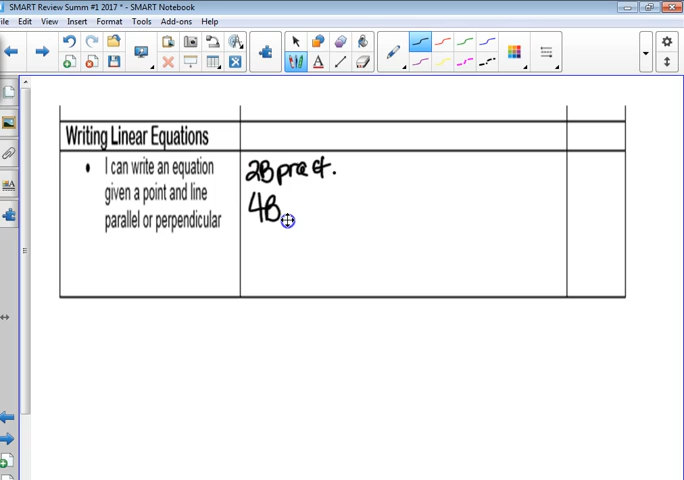 SMART Review Summ #1 2017 * - SMART Notebook
Edit View Insert Format Tools Add-ons Help
Writing Linear Equations
• I can write an equation
given a point and line
parallel or perpendicular
2B pract.
4B